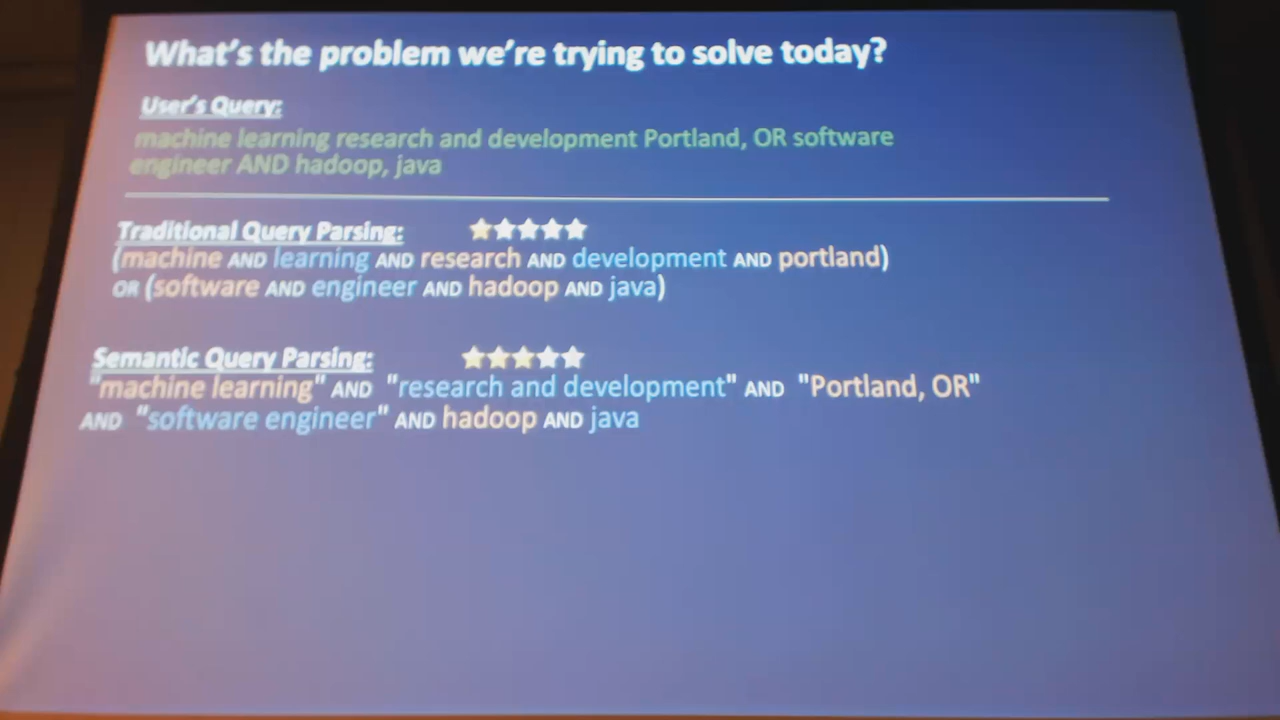 What's the problem we're trying to solve today?
User's Query:
machine learning research and development Portland, OR software
engineer AND hadoop, java
Traditional Query Parsing:
(machine AND learning AND research AND development AND portland)
OR (software AND engineer AND hadoop AND java)
Semantic Query Parsing:
"machine learning" AND "research and development" AND "Portland, OR"
AND "software engineer" AND hadoop AND java